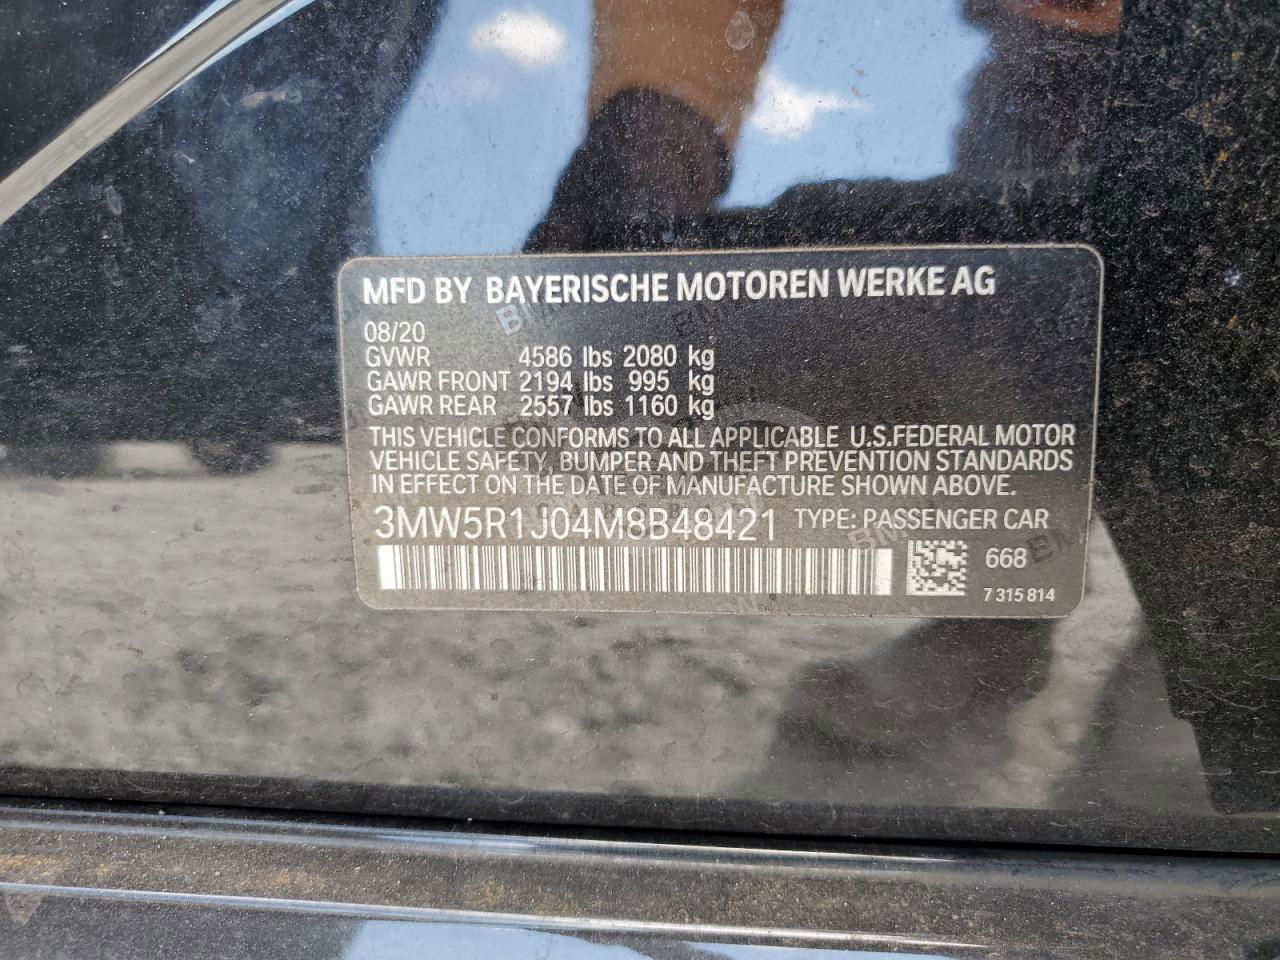 MFD BY BAYERISCHE MOTOREN WERKE AG
08/20
GVWR 4586 lbs 2080 kg
GAWR FRONT 2194 lbs 995 kg
GAWR REAR 2557 lbs 1160 kg
THIS VEHICLE CONFORMS TO ALL APPLICABLE U.S.FEDERAL MOTOR
VEHICLE SAFETY, BUMPER AND THEFT PREVENTION STANDARDS
IN EFFECT ON THE DATE OF MANUFACTURE SHOWN ABOVE.
3MW5R1J04M8B48421 TYPE: PASSENGER CAR
668
7 315 814